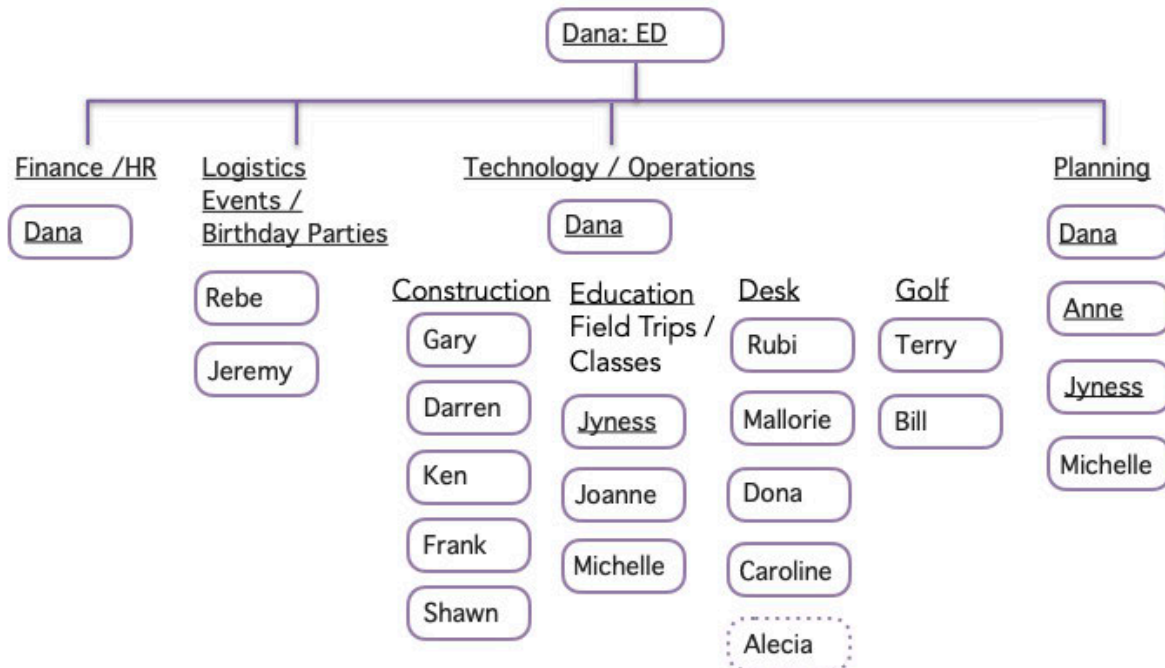 Dana: ED
Finance /HR
Dana
Logistics
Events /
Birthday Parties
Rebe
Jeremy
Technology / Operations
Dana
Construction
Gary
Darren
Ken
Frank
Shawn
Education
Field Trips /
Classes
Jyness
Joanne
Michelle
Desk
Rubi
Mallorie
Dona
Caroline
Alecia
Golf
Terry
Bill
Planning
Dana
Anne
Jyness
Michelle